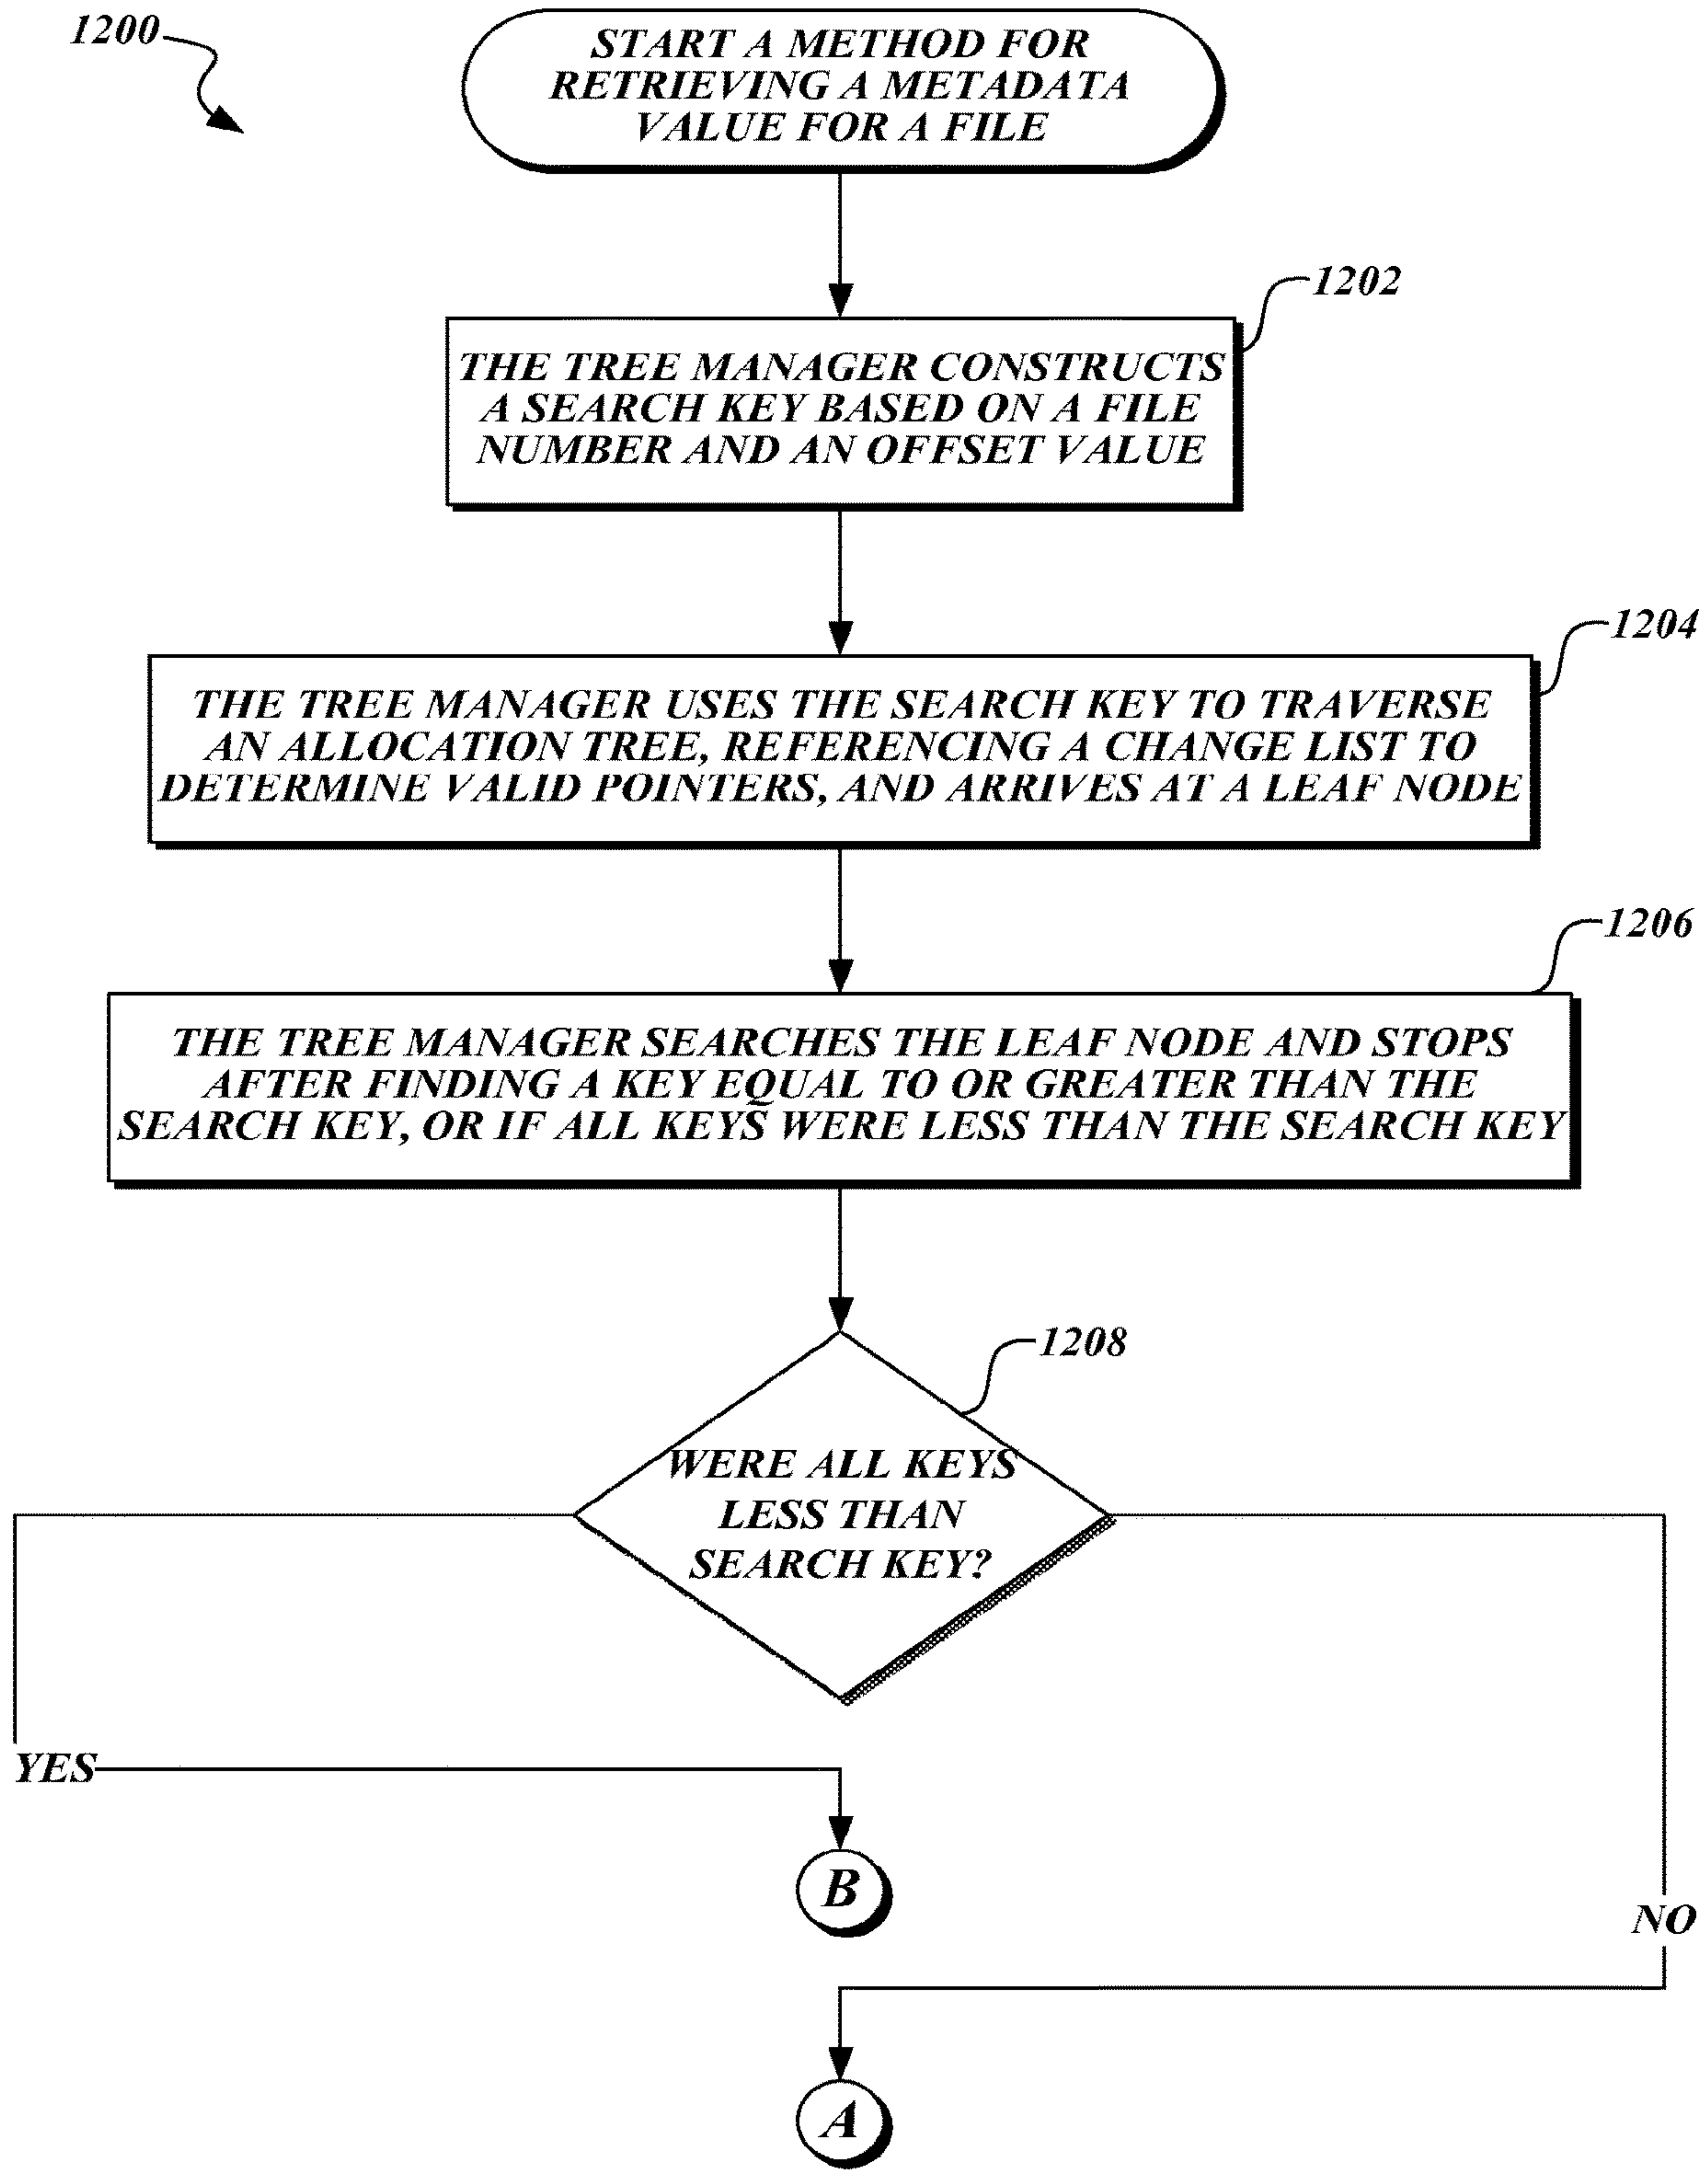 1200
START A METHOD FOR
RETRIEVING A METADATA
VALUE FOR A FILE
1202
THE TREE MANAGER CONSTRUCTS
A SEARCH KEY BASED ON A FILE
NUMBER AND AN OFFSET VALUE
1204
THE TREE MANAGER USES THE SEARCH KEY TO TRAVERSE
AN ALLOCATION TREE, REFERENCING A CHANGE LIST TO
DETERMINE VALID POINTERS, AND ARRIVES AT A LEAF NODE
1206
THE TREE MANAGER SEARCHES THE LEAF NODE AND STOPS
AFTER FINDING A KEY EQUAL TO OR GREATER THAN THE
SEARCH KEY, OR IF ALL KEYS WERE LESS THAN THE SEARCH KEY
1208
WERE ALL KEYS
LESS THAN
SEARCH KEY?
YES
B
NO
A